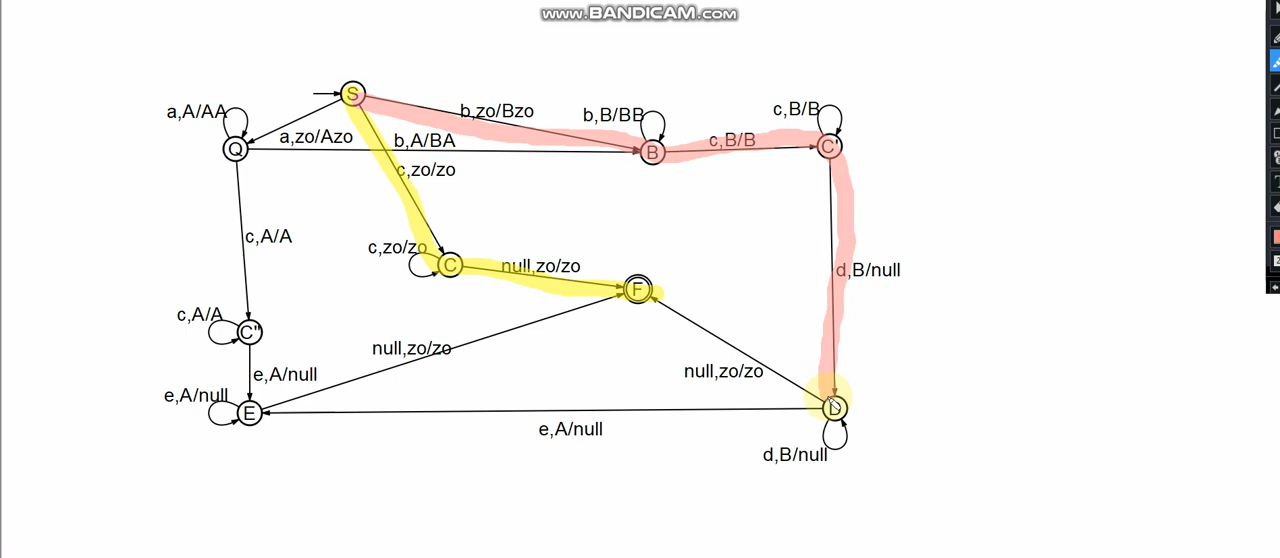 www.BANDICAM.com
S
a,A/AA
b,zo/Bzo
b,B/BB
c,B/B
a,zo/Azo
b,A/BA
c,B/B
Q
B
C'
c,zo/zo
c,A/A
c,zo/zo
C
null,zo/zo
d,B/null
F
c,A/A
C"
null,zo/zo
e,A/null
null,zo/zo
e,A/null
E
D
e,A/null
d,B/null